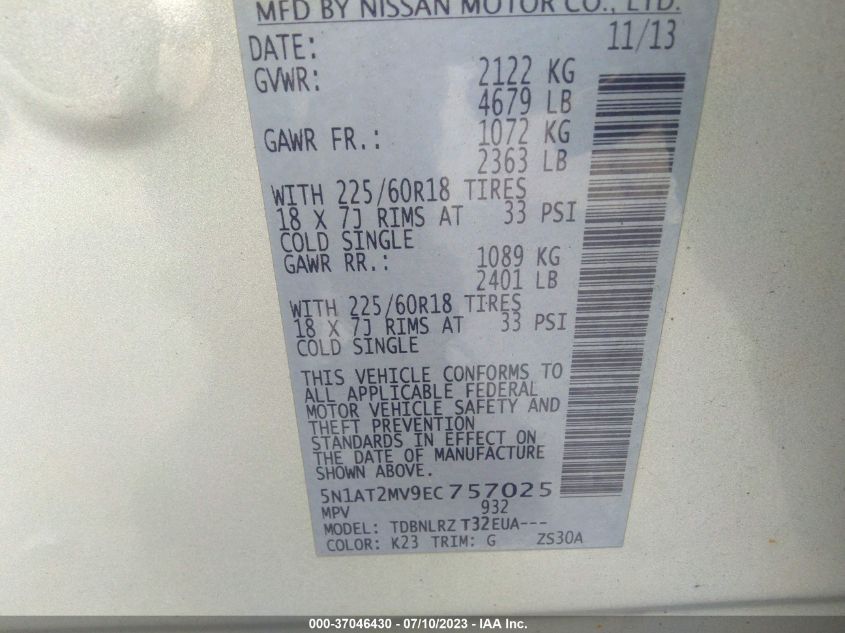 MFD BY NISSAN MOTOR CO., LTD.
DATE: 11/13
GVWR: 2122 KG
4679 LB
GAWR FR.: 1072 KG
2363 LB
WITH 225/60R18 TIRES
18 X 7J RIMS AT 33 PSI
COLD SINGLE
GAWR RR.: 1089 KG
2401 LB
WITH 225/60R18 TIRES
18 X 7J RIMS AT 33 PSI
COLD SINGLE
THIS VEHICLE CONFORMS TO
ALL APPLICABLE FEDERAL
MOTOR VEHICLE SAFETY AND
THEFT PREVENTION
STANDARDS IN EFFECT ON
THE DATE OF MANUFACTURE
SHOWN ABOVE.
5N1AT2MV9EC757025
MPV 932
MODEL: TDBNLRZ T32EUA---
COLOR: K23 TRIM: G ZS30A
000-37046430 - 07/10/2023 - IAA Inc.